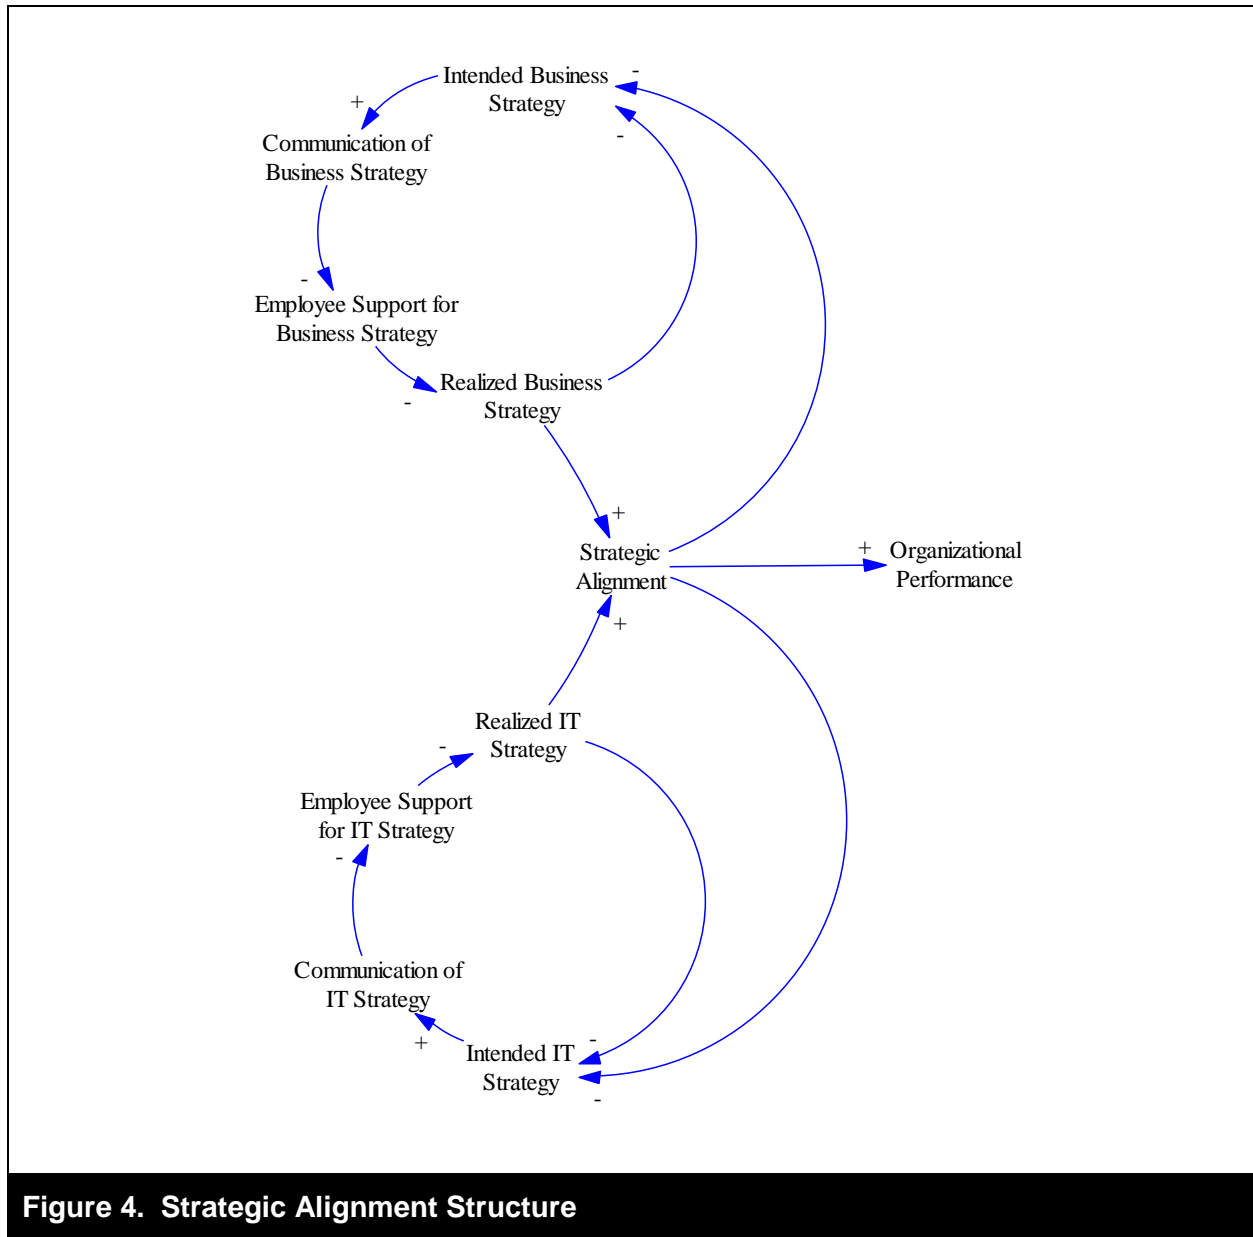 Intended Business
Strategy
-
-
+
Communication of
Business Strategy
-
Employee Support for
Business Strategy
-
Realized Business
Strategy
+
Strategic
Alignment
+
Organizational
Performance
+
Realized IT
Strategy
-
Employee Support
for IT Strategy
-
Communication of
IT Strategy
+
Intended IT
Strategy
-
-
Figure 4. Strategic Alignment Structure